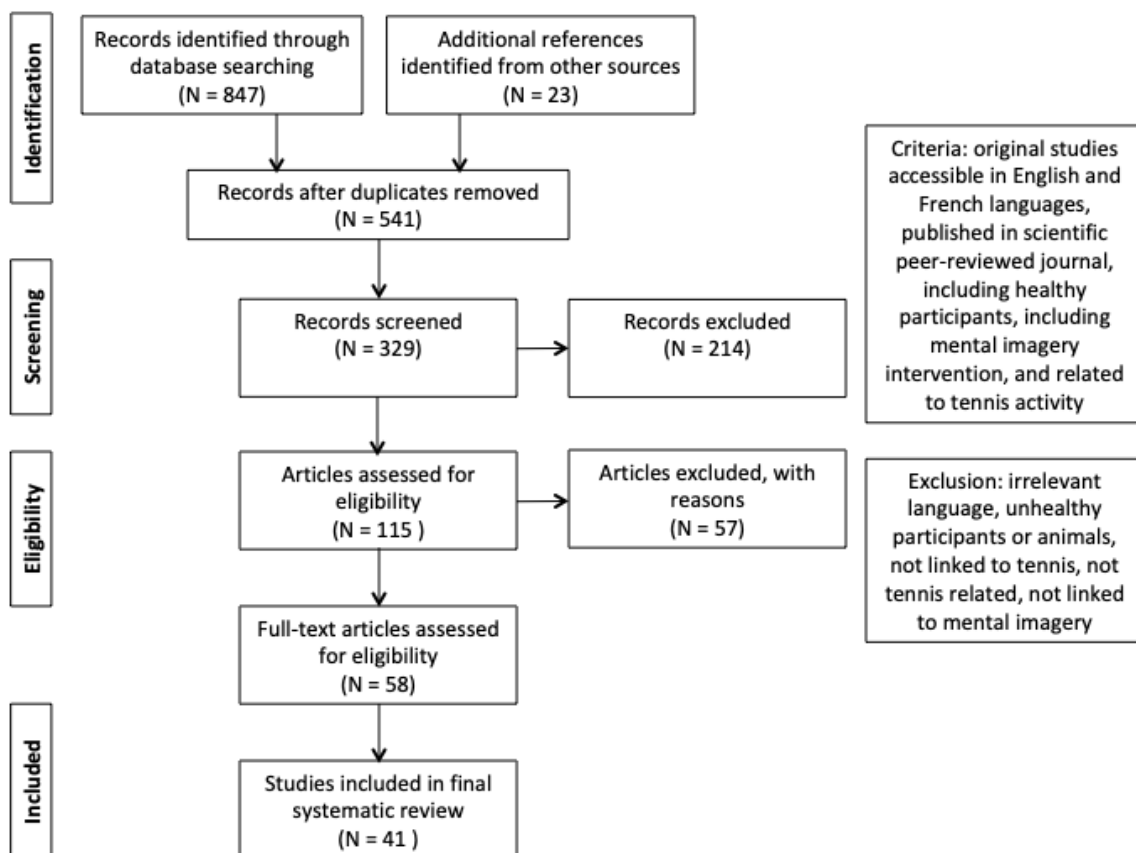 Identification
Records identified through
database searching
(N = 847)
Additional references
identified from other sources
(N = 23)
Records after duplicates removed
(N = 541)
Screening
Records screened
(N = 329)
Records excluded
(N = 214)
Criteria: original studies
accessible in English and
French languages,
published in scientific
peer-reviewed journal,
including healthy
participants, including
mental imagery
intervention, and related
to tennis activity
Eligibility
Articles assessed for
eligibility
(N = 115 )
Articles excluded, with
reasons
(N = 57)
Exclusion: irrelevant
language, unhealthy
participants or animals,
not linked to tennis, not
tennis related, not linked
to mental imagery
Full-text articles assessed
for eligibility
(N = 58)
Included
Studies included in final
systematic review
(N = 41 )